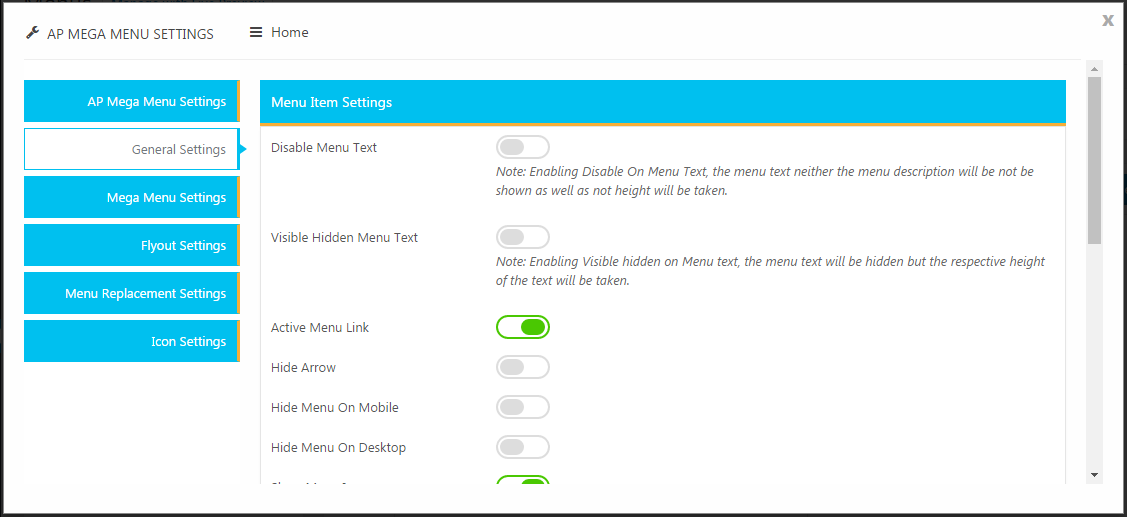 AP MEGA MENU SETTINGS
Home
X
AP Mega Menu Settings
General Settings
Mega Menu Settings
Flyout Settings
Menu Replacement Settings
Icon Settings
Menu Item Settings
Disable Menu Text
Note: Enabling Disable On Menu Text, the menu text neither the menu description will be not be
shown as well as not height will be taken.
Visible Hidden Menu Text
Note: Enabling Visible hidden on Menu text, the menu text will be hidden but the respective height
of the text will be taken.
Active Menu Link
Hide Arrow
Hide Menu On Mobile
Hide Menu On Desktop